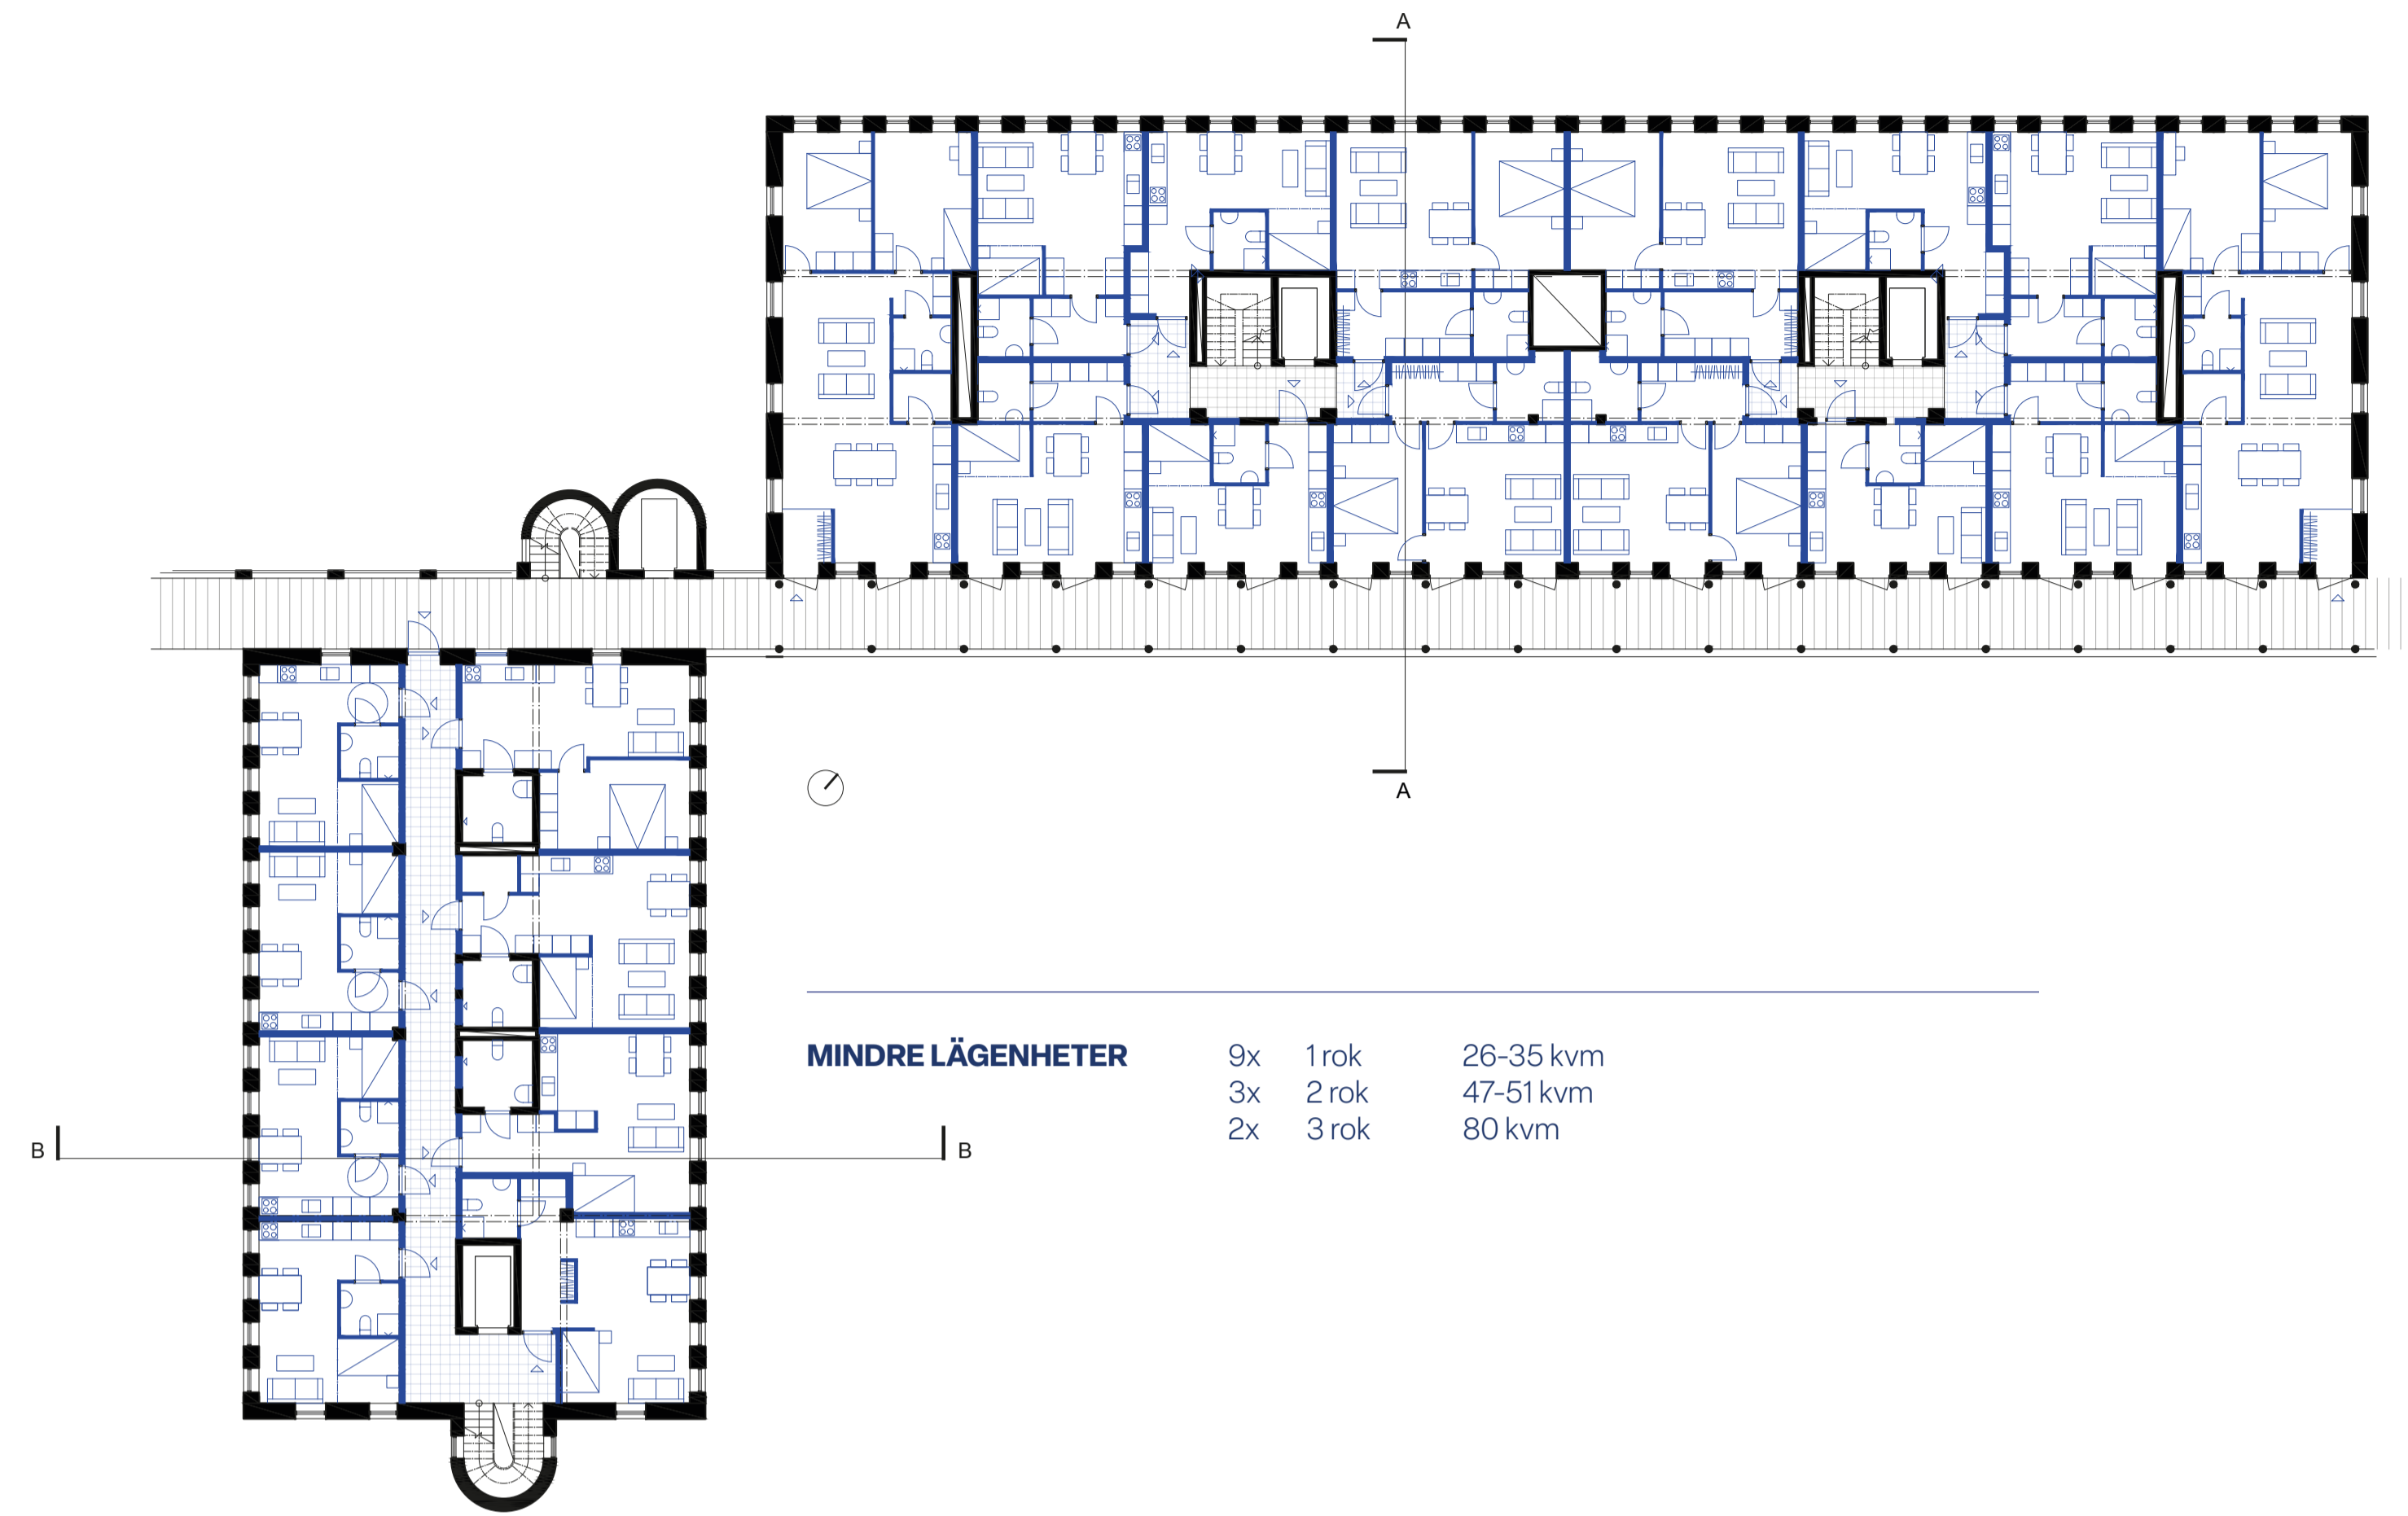 A
A
B
B
MINDRE LÄGENHETER
9x 1 rok 26-35 kvm
3x 2 rok 47-51 kvm
2x 3 rok 80 kvm